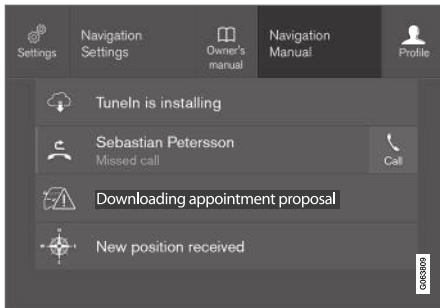 Settings
Navigation
Settings
Owner's
manual
Navigation
Manual
Profile
TuneIn is installing
Sebastian Petersson
Missed call
Call
Downloading appointment proposal
New position received
G063809